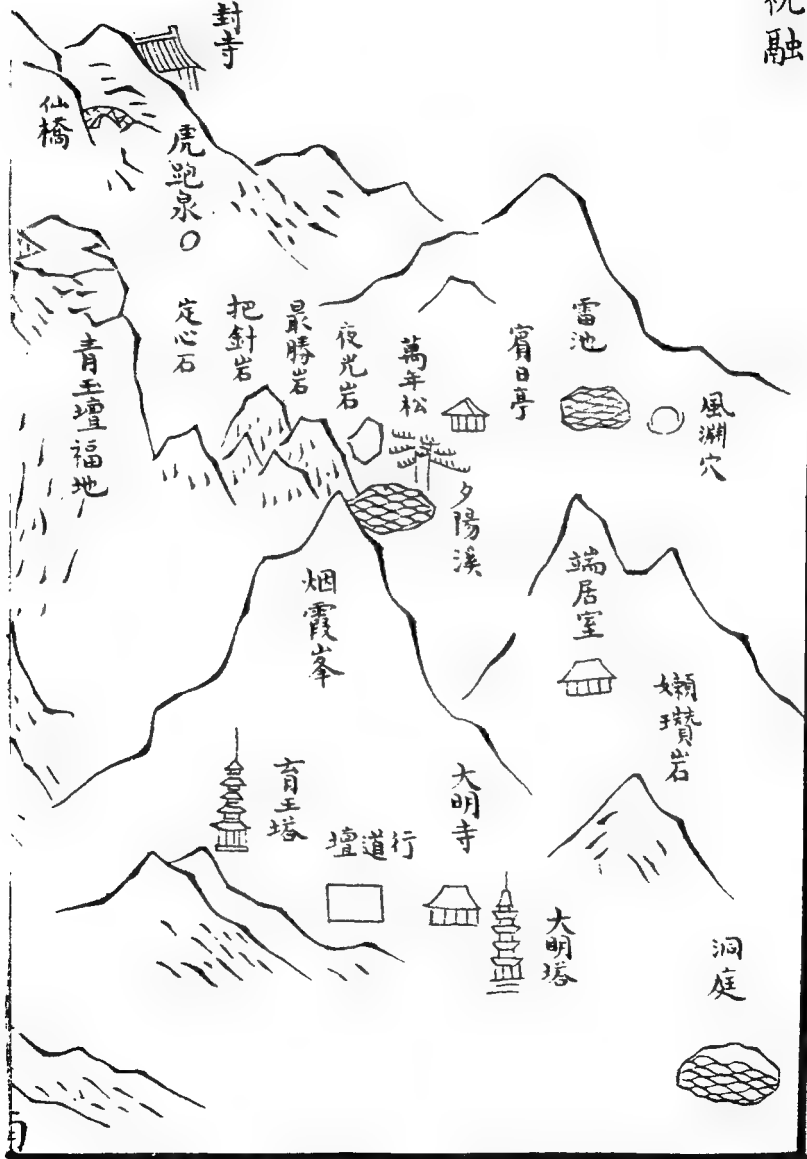 祝融
封寺
仙橋
虎跑泉
雷池
賓日亭
萬年松
夜光岩
最勝岩
把針岩
定心石
青玉壇福地
風淵穴
夕陽溪
端居室
烟霞峯
嬾瓚岩
大明寺
育王塔
行道壇
大明塔
洞庭